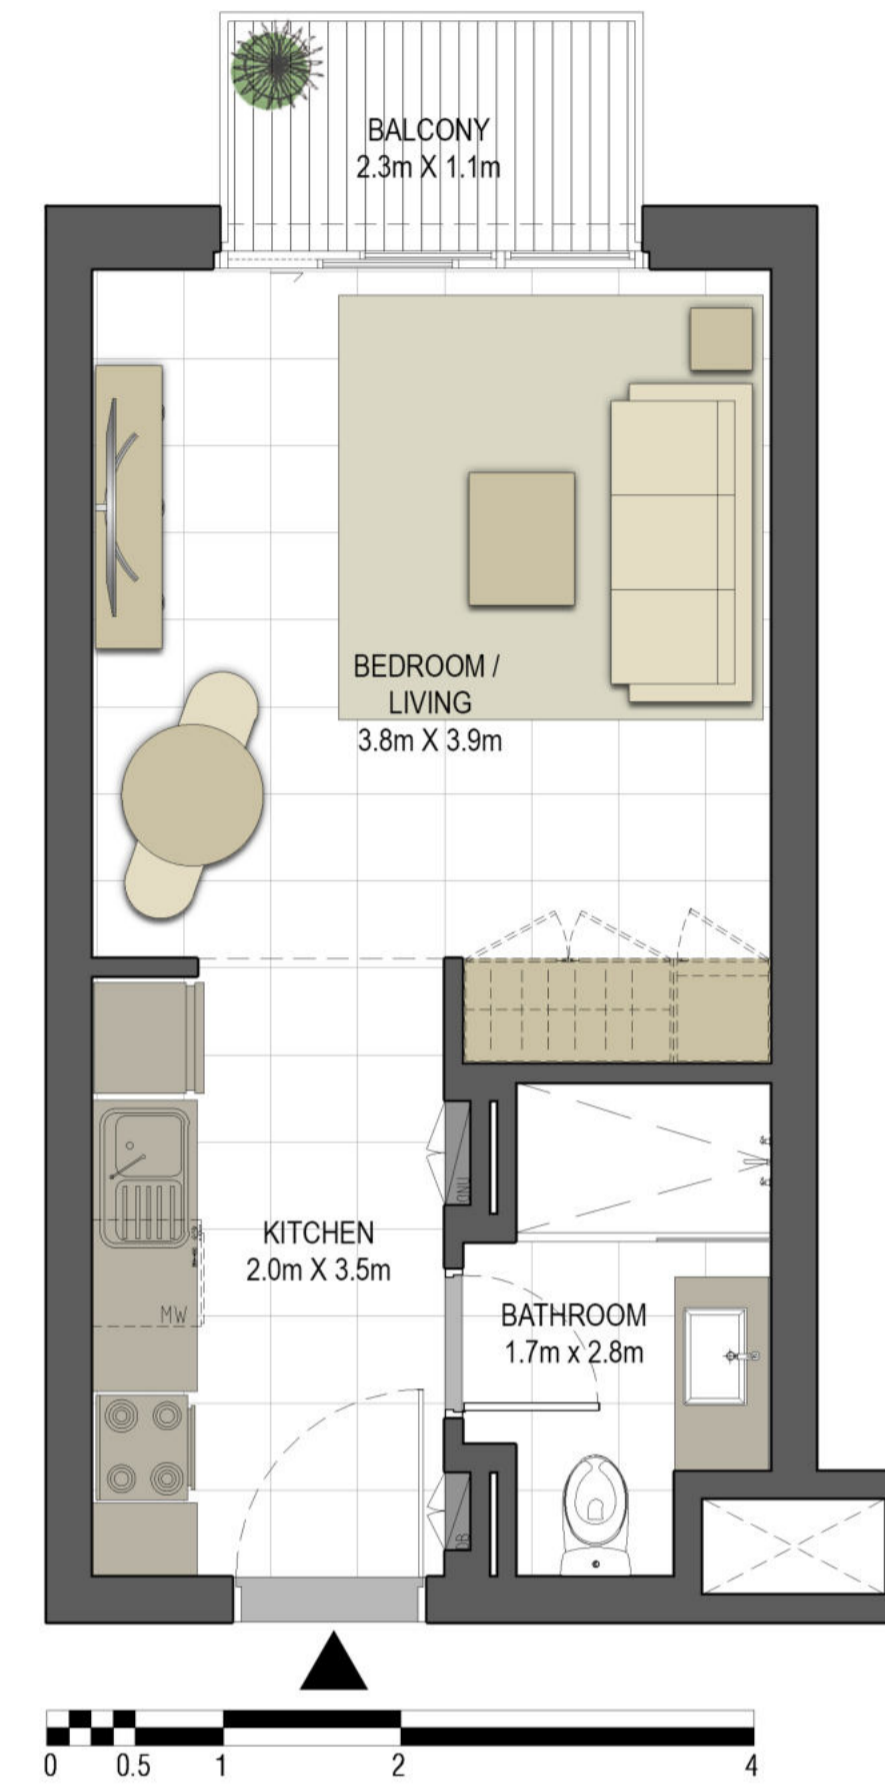 BALCONY
2.3m X 1.1m
BEDROOM /
LIVING
3.8m X 3.9m
KITCHEN
2.0m X 3.5m
MW
BATHROOM
1.7m x 2.8m
DB
0 0.5 1 2 4